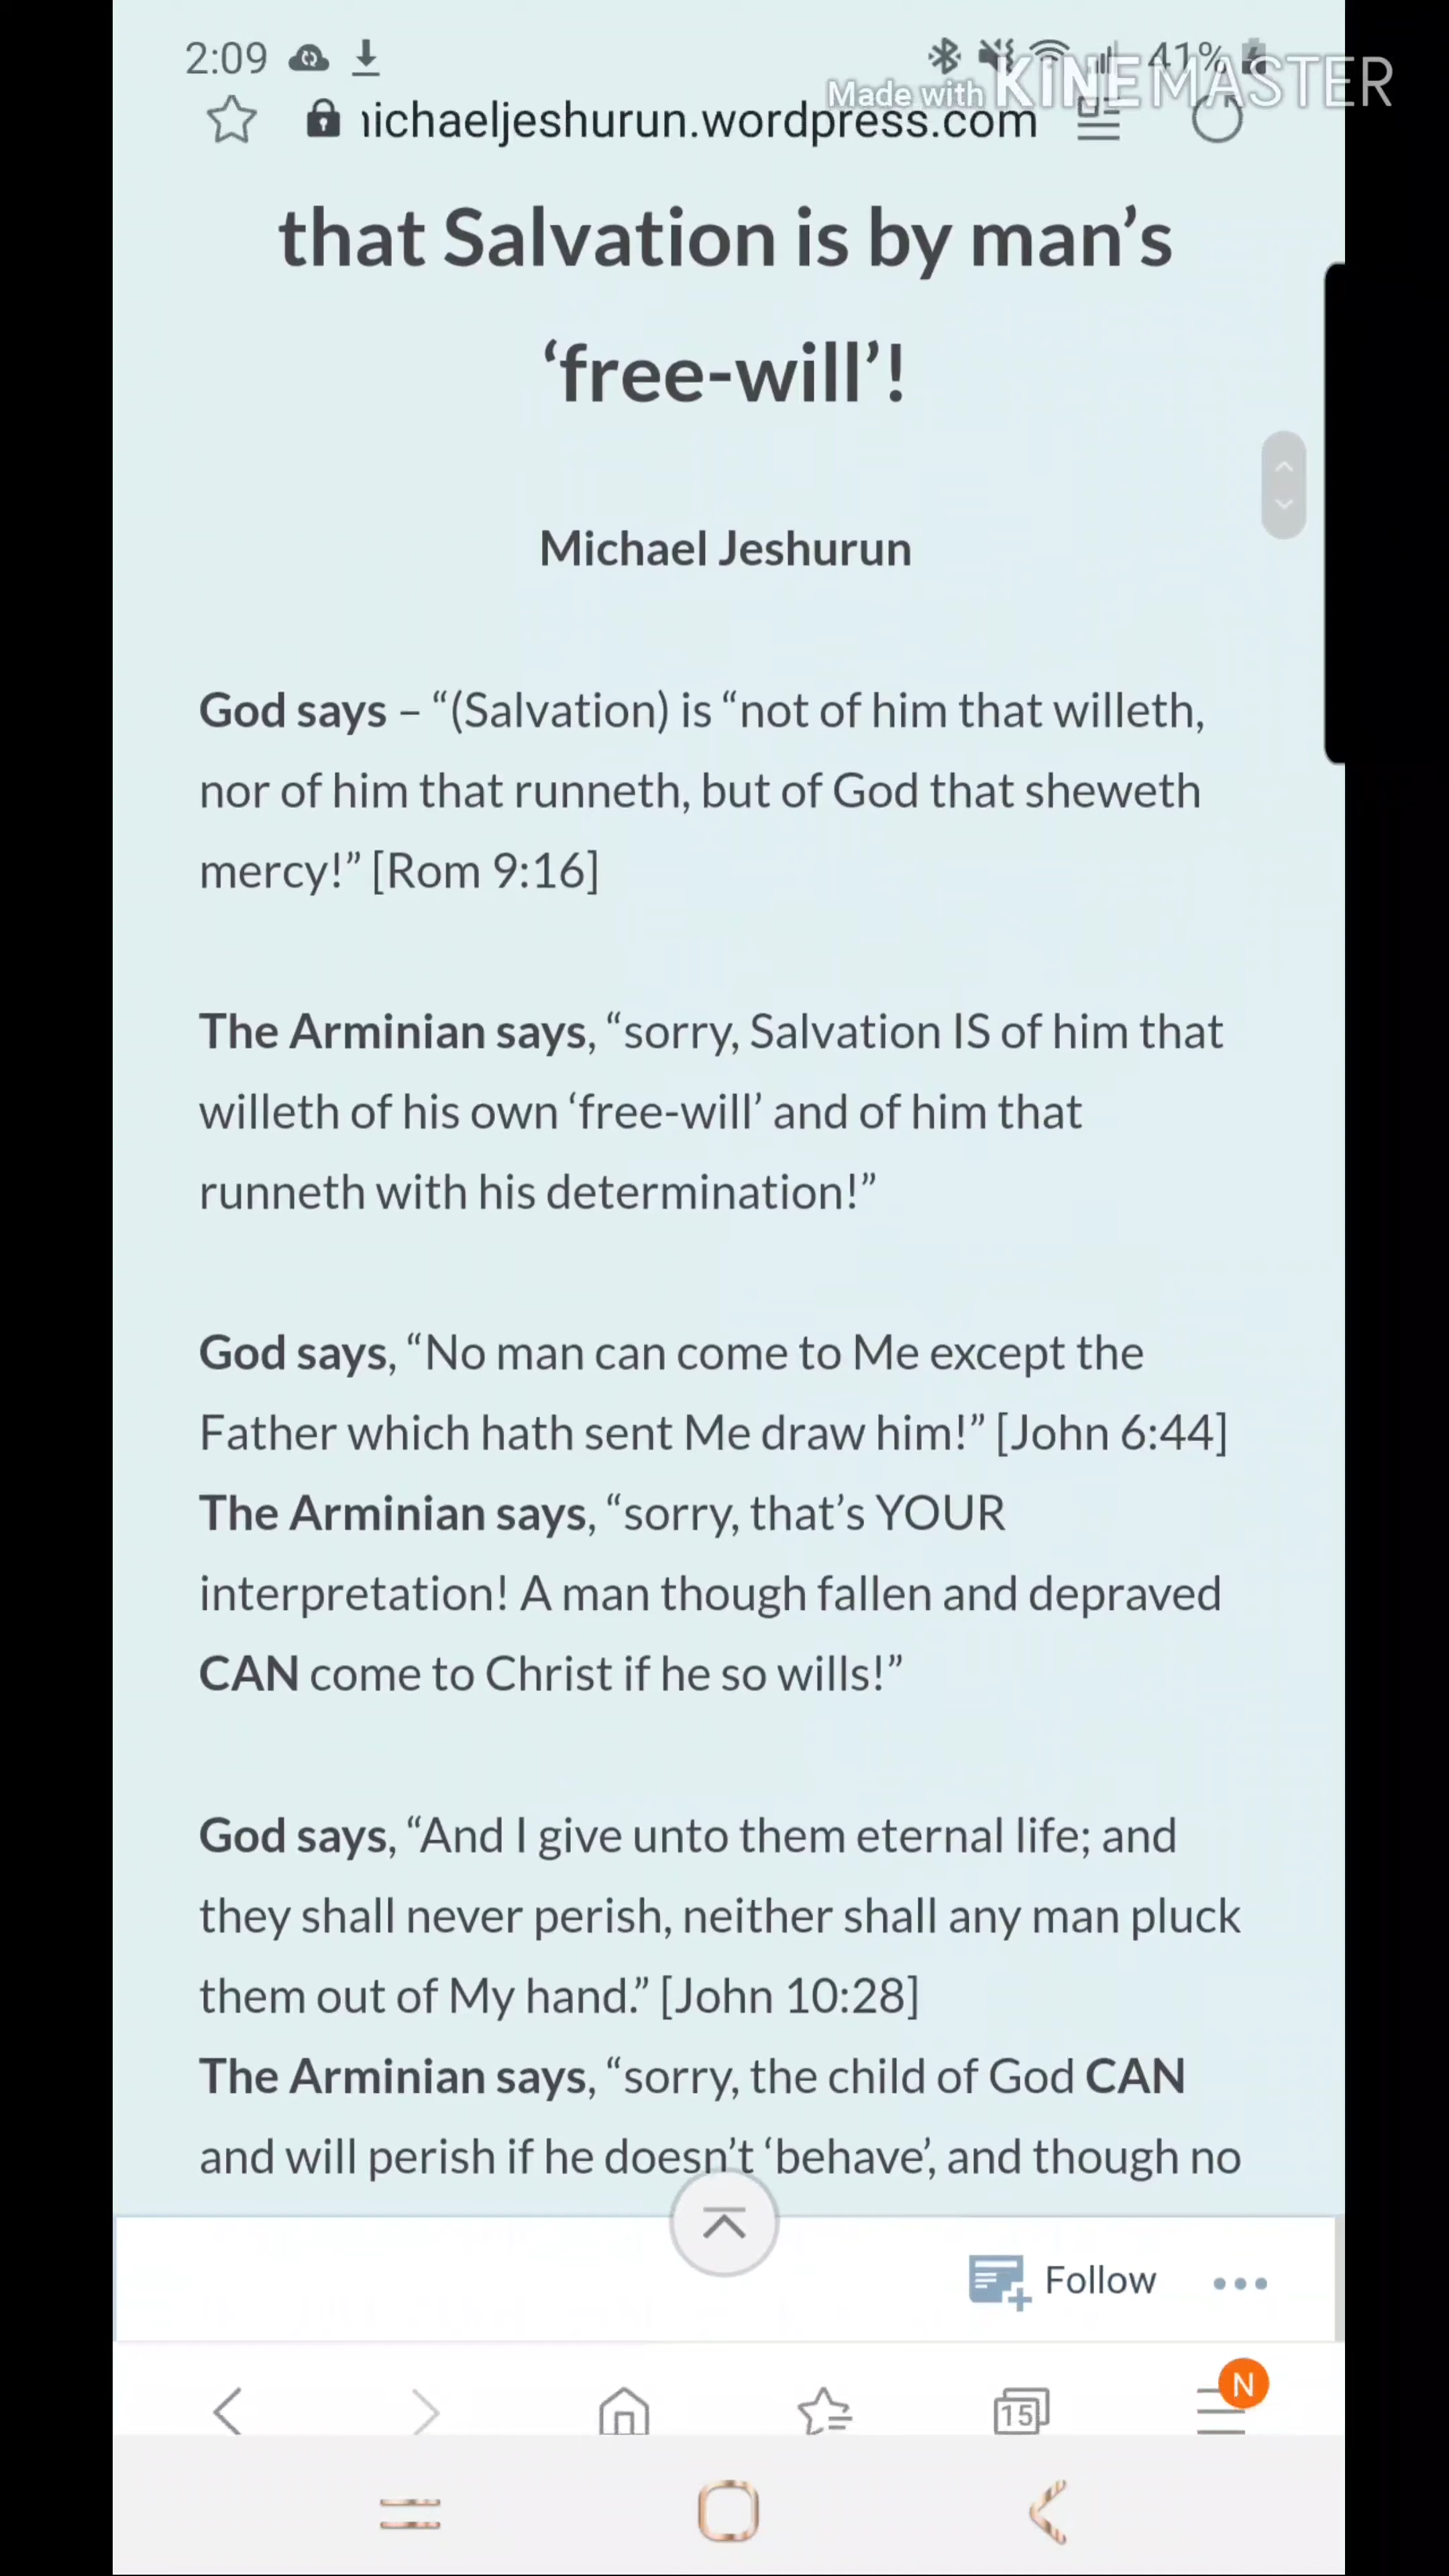 2:09 41%
Made with KINEMASTER
ichaeljeshurun.wordpress.com
that Salvation is by man’s
‘free-will’!
Michael Jeshurun
God says – “(Salvation) is “not of him that willeth,
nor of him that runneth, but of God that sheweth
mercy!” [Rom 9:16]
The Arminian says, “sorry, Salvation IS of him that
willeth of his own ‘free-will’ and of him that
runneth with his determination!”
God says, “No man can come to Me except the
Father which hath sent Me draw him!” [John 6:44]
The Arminian says, “sorry, that’s YOUR
interpretation! A man though fallen and depraved
CAN come to Christ if he so wills!”
God says, “And I give unto them eternal life; and
they shall never perish, neither shall any man pluck
them out of My hand.” [John 10:28]
The Arminian says, “sorry, the child of God CAN
and will perish if he doesn’t ‘behave’, and though no
Follow
N
15